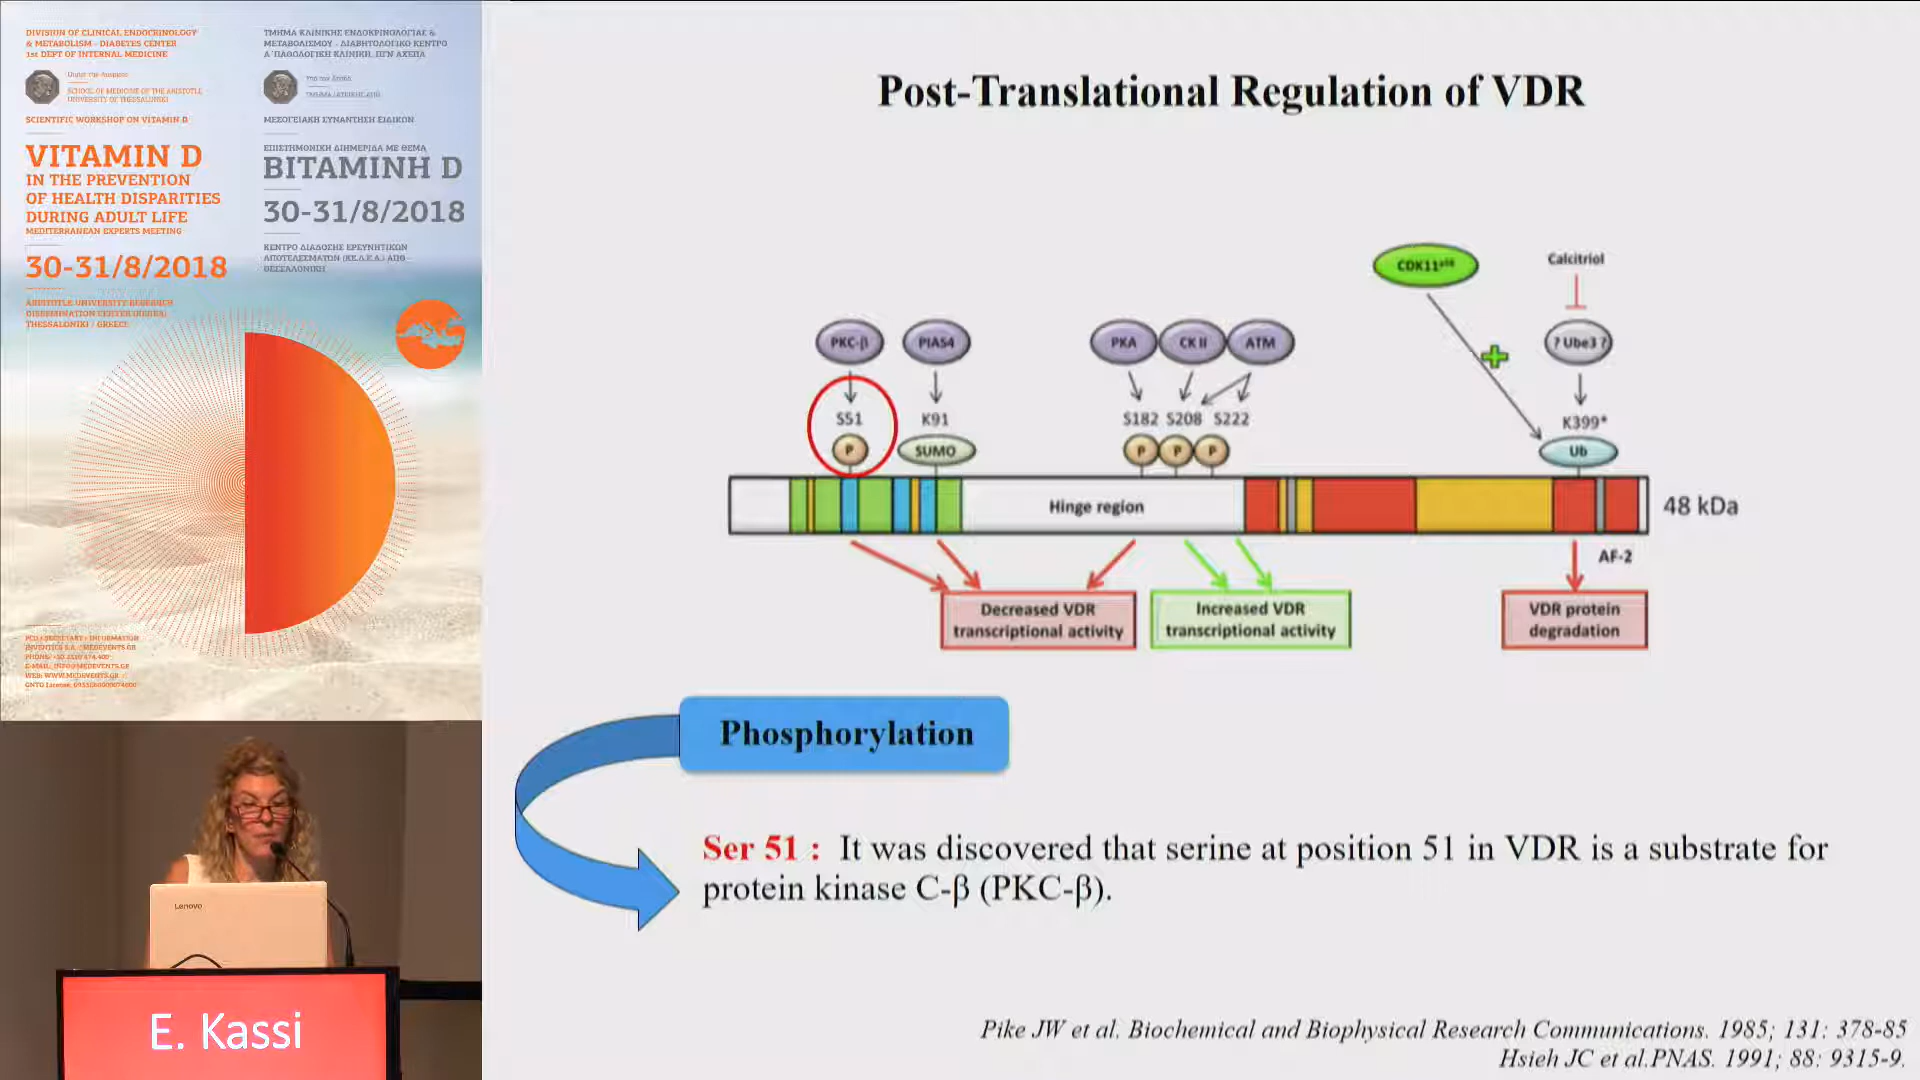 DIVISION OF CLINICAL ENDOCRINOLOGY
& METABOLISM - DIABETES CENTER
1st DEPT OF INTERNAL MEDICINE
Under the Auspices
SCHOOL OF MEDICINE OF THE ARISTOTLE
UNIVERSITY OF THESSALONIKI
SCIENTIFIC WORKSHOP ON VITAMIN D
VITAMIN D
IN THE PREVENTION
OF HEALTH DISPARITIES
DURING ADULT LIFE
MEDITERRANEAN EXPERTS MEETING
30-31/8/2018
ARISTOTLE UNIVERSITY RESEARCH
DISSEMINATION CENTER
THESSALONIKI / GREECE
ΤΜΗΜΑ ΚΛΙΝΙΚΗΣ ΕΝΔΟΚΡΙΝΟΛΟΓΙΑΣ &
ΜΕΤΑΒΟΛΙΣΜΟΥ - ΔΙΑΒΗΤΟΛΟΓΙΚΟ ΚΕΝΤΡΟ
Α΄ ΠΑΘΟΛΟΓΙΚΗ ΚΛΙΝΙΚΗ, ΠΓΝ ΑΧΕΠΑ
ΜΕΣΟΓΕΙΑΚΗ ΣΥΝΑΝΤΗΣΗ ΕΙΔΙΚΩΝ
ΕΠΙΣΤΗΜΟΝΙΚΗ ΔΙΗΜΕΡΙΔΑ ΜΕ ΘΕΜΑ
ΒΙΤΑΜΙΝΗ D
30-31/8/2018
ΚΕΝΤΡΟ ΔΙΑΔΟΣΗΣ ΕΡΕΥΝΗΤΙΚΩΝ
ΑΠΟΤΕΛΕΣΜΑΤΩΝ (ΚΕ.Δ.Ε.Α.) ΑΠΘ -
ΘΕΣΣΑΛΟΝΙΚΗ
Lenovo
E. Kassi
Post-Translational Regulation of VDR
CDK11
Calcitriol
PKC-β PIAS4 PKA CK II ATM ? Ube3 ?
S51 K91 S182 S208 S222 K399*
P SUMO P P P Ub
Hinge region
48 kDa
AF-2
Decreased VDR
transcriptional activity
Increased VDR
transcriptional activity
VDR protein
degradation
Phosphorylation
Ser 51 : It was discovered that serine at position 51 in VDR is a substrate for
protein kinase C-β (PKC-β).
Pike JW et al. Biochemical and Biophysical Research Communications. 1985; 131: 378-85
Hsieh JC et al.PNAS. 1991; 88: 9315-9.